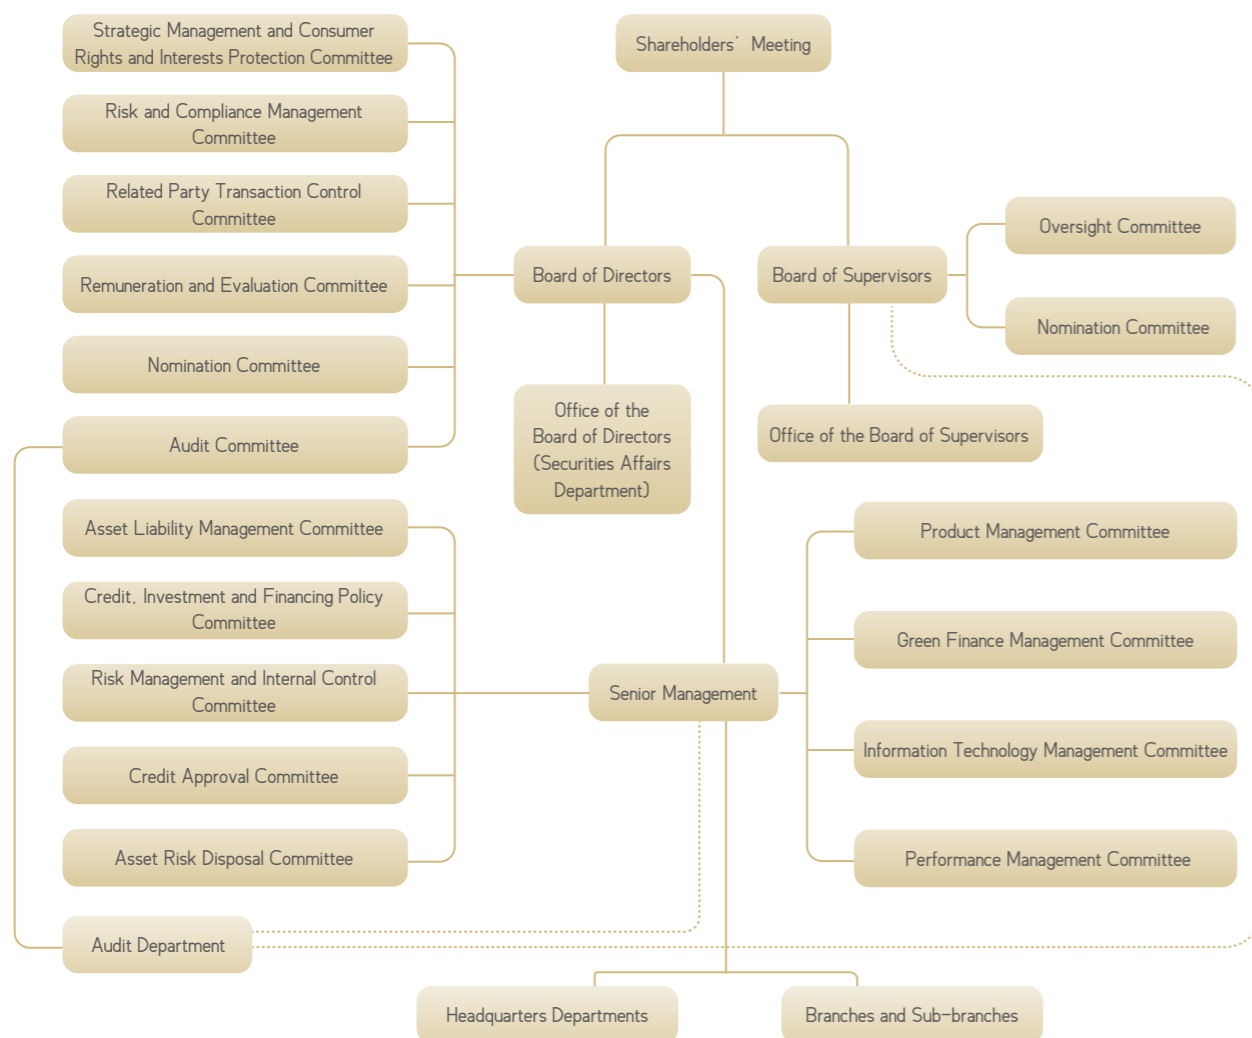 Strategic Management and Consumer
Rights and Interests Protection Committee
Shareholders' Meeting
Risk and Compliance Management
Committee
Related Party Transaction Control
Committee
Oversight Committee
Remuneration and Evaluation Committee
Board of Directors
Board of Supervisors
Nomination Committee
Nomination Committee
Office of the
Board of Directors
(Securities Affairs
Department)
Audit Committee
Office of the Board of Supervisors
Asset Liability Management Committee
Product Management Committee
Credit, Investment and Financing Policy
Committee
Green Finance Management Committee
Risk Management and Internal Control
Committee
Senior Management
Information Technology Management Committee
Credit Approval Committee
Asset Risk Disposal Committee
Performance Management Committee
Audit Department
Headquarters Departments
Branches and Sub-branches